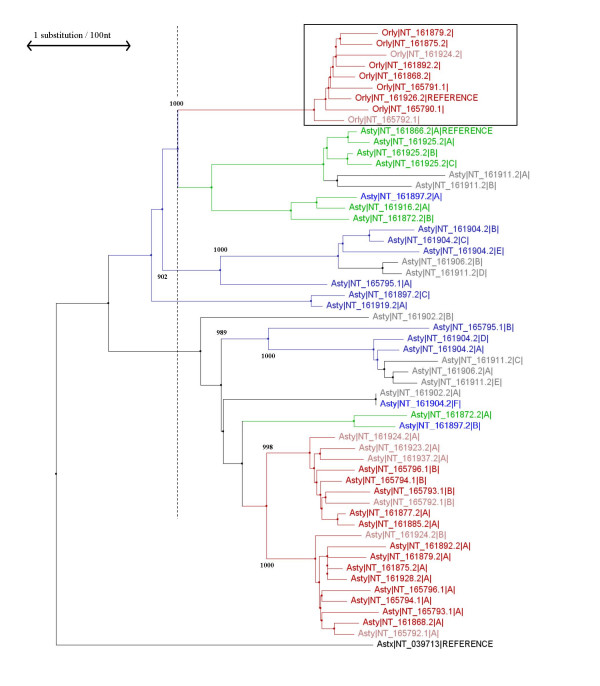 1 substitution / 100nt
Orly|NT_161879.2|
Orly|NT_161875.2|
Orly|NT_161924.2|
Orly|NT_161892.2|
Orly|NT_161868.2|
Orly|NT_165791.1|
Orly|NT_161926.2|REFERENCE
1000
Orly|NT_165790.1|
Orly|NT_165792.1|
Asty|NT_161866.2|A|REFERENCE
Asty|NT_161925.2|A|
Asty|NT_161925.2|B|
Asty|NT_161925.2|C|
Asty|NT_161911.2|A|
Asty|NT_161911.2|B|
Asty|NT_161897.2|A|
Asty|NT_161916.2|A|
Asty|NT_161872.2|B|
Asty|NT_161904.2|B|
Asty|NT_161904.2|C|
1000
Asty|NT_161904.2|E|
Asty|NT_161906.2|B|
Asty|NT_161911.2|D|
902
Asty|NT_165795.1|A|
Asty|NT_161897.2|C|
Asty|NT_161919.2|A|
Asty|NT_161902.2|B|
989
Asty|NT_165795.1|B|
Asty|NT_161904.2|D|
1000
Asty|NT_161904.2|A|
Asty|NT_161911.2|C|
Asty|NT_161906.2|A|
Asty|NT_161911.2|E|
Asty|NT_161902.2|A|
Asty|NT_161904.2|F|
Asty|NT_161872.2|A|
Asty|NT_161897.2|B|
Asty|NT_161924.2|A|
998
Asty|NT_161923.2|A|
Asty|NT_161937.2|A|
Asty|NT_165796.1|B|
Asty|NT_165794.1|B|
Asty|NT_165793.1|B|
Asty|NT_165792.1|B|
Asty|NT_161877.2|A|
Asty|NT_161885.2|A|
Asty|NT_161924.2|B|
Asty|NT_161892.2|A|
Asty|NT_161879.2|A|
1000
Asty|NT_161875.2|A|
Asty|NT_161928.2|A|
Asty|NT_165796.1|A|
Asty|NT_165794.1|A|
Asty|NT_165793.1|A|
Asty|NT_161868.2|A|
Asty|NT_165792.1|A|
Astx|NT_039713|REFERENCE